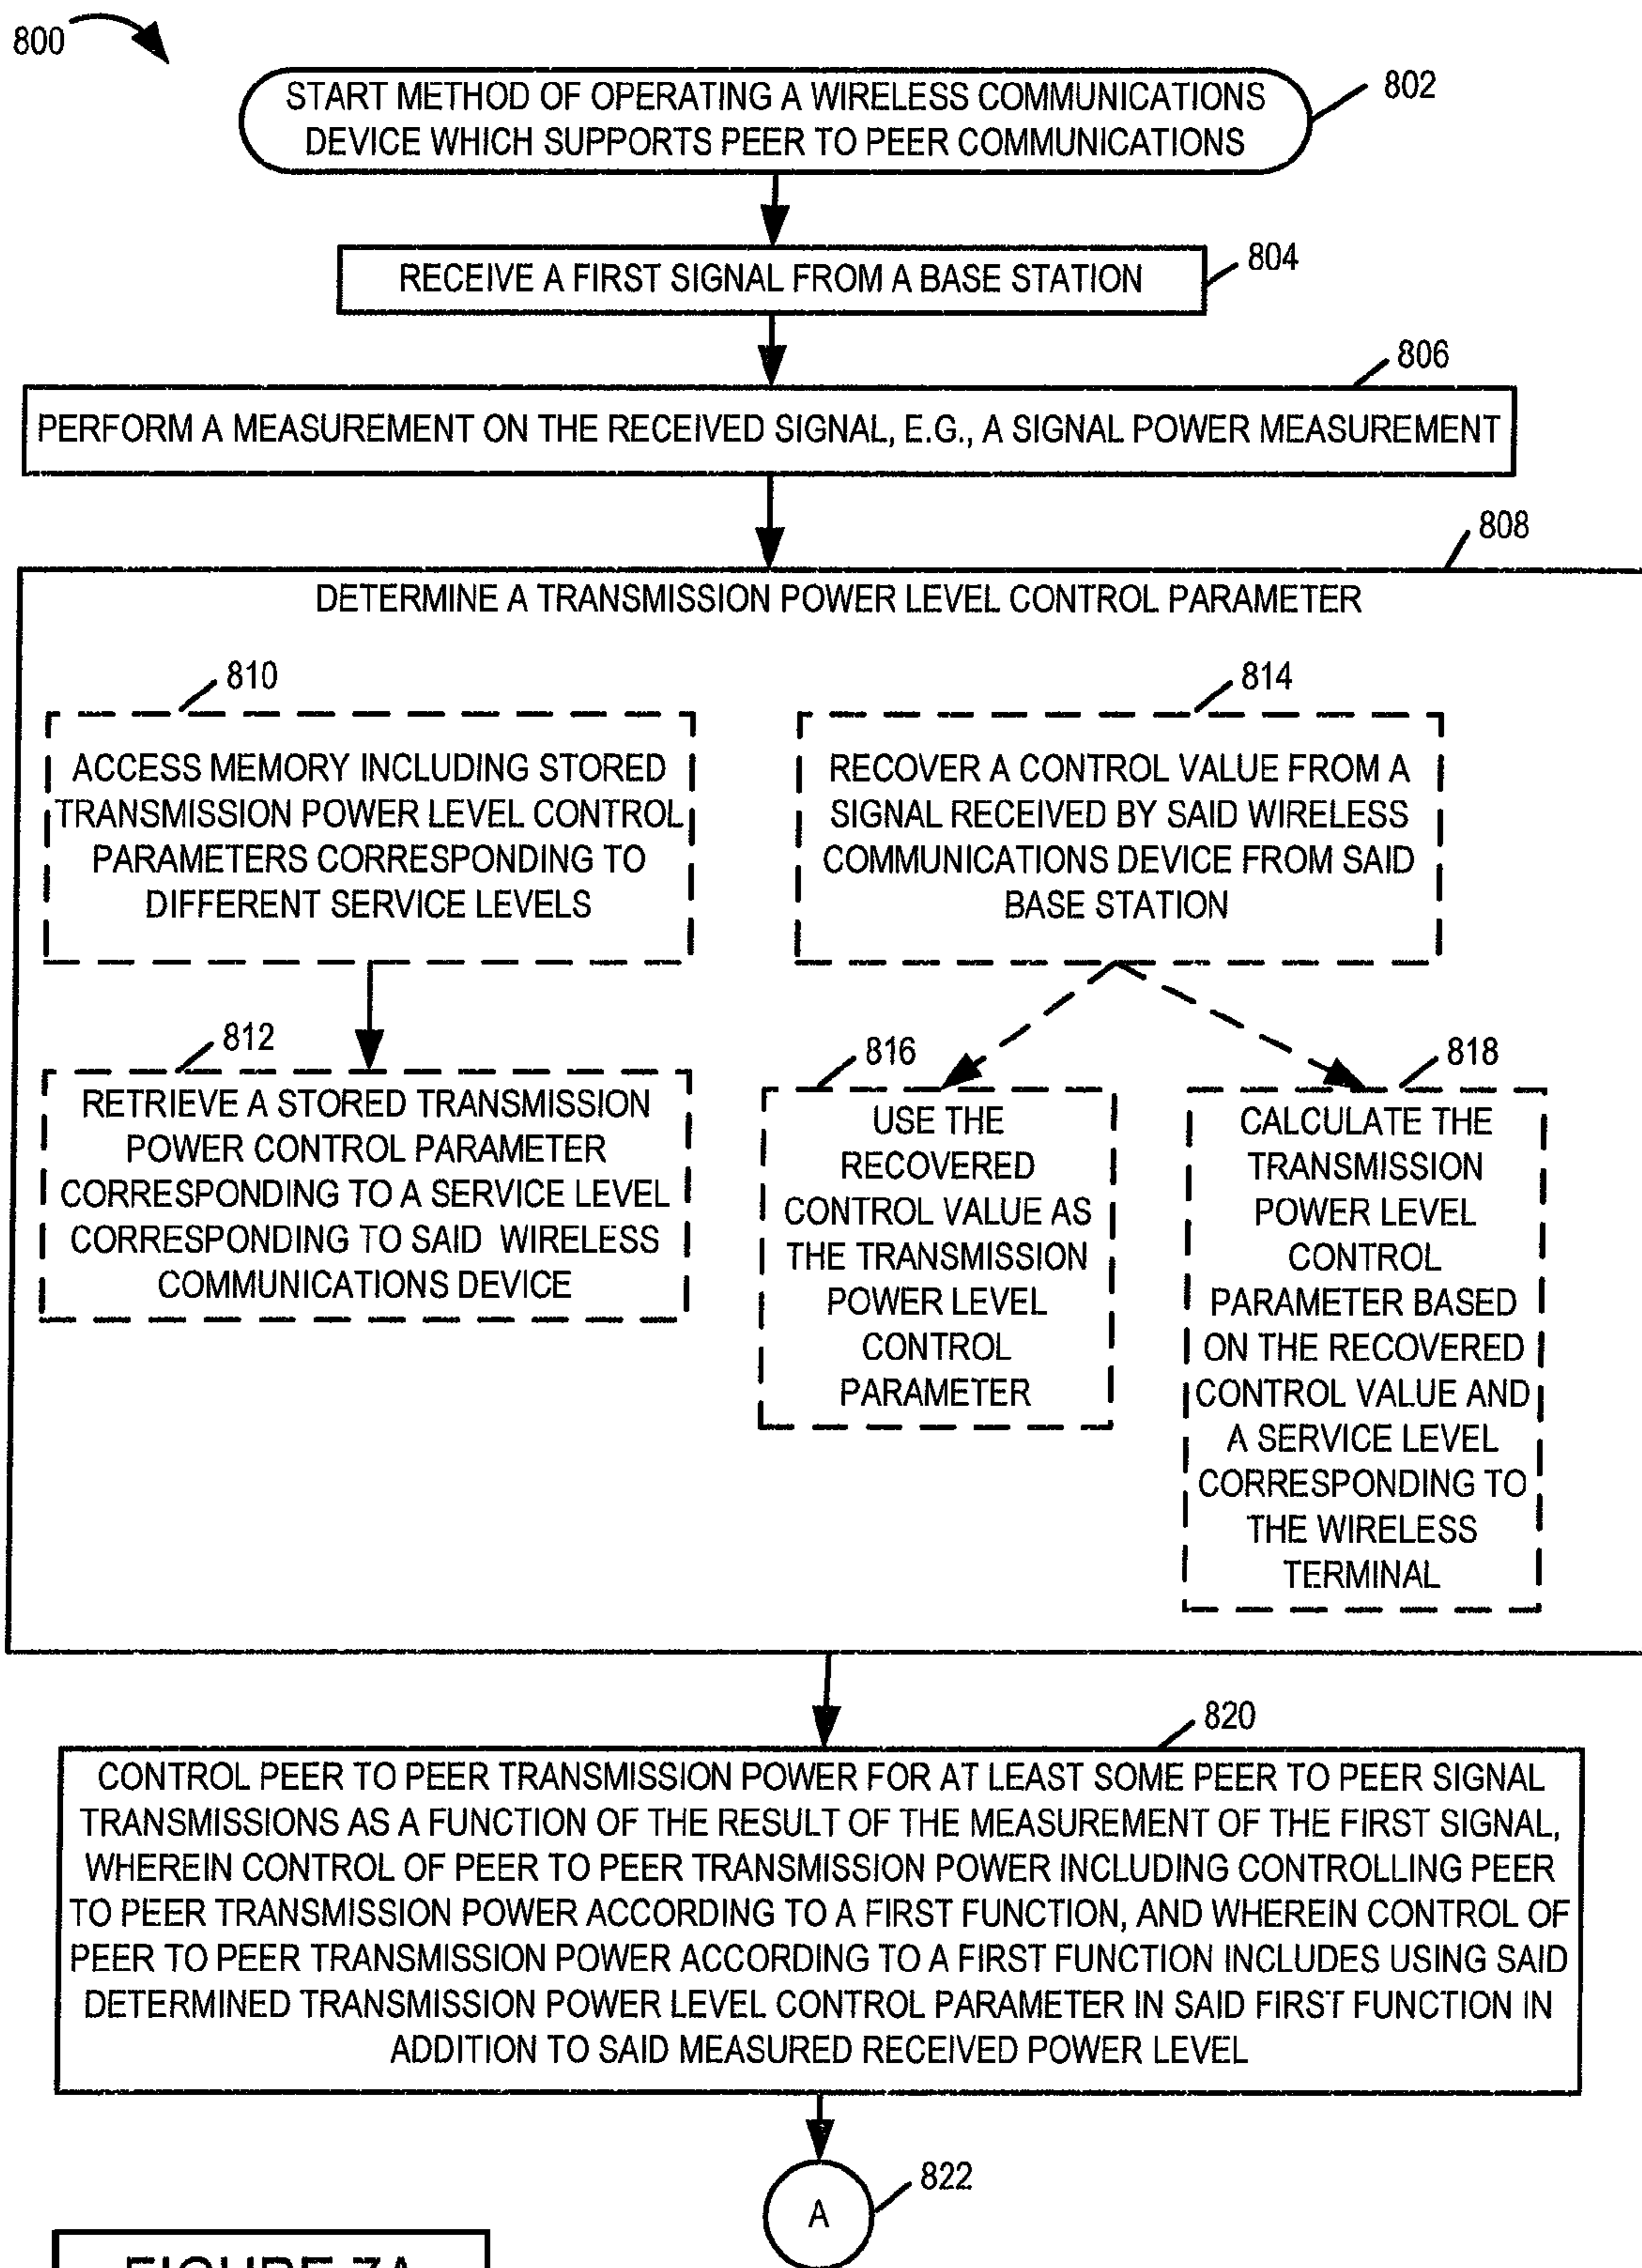 800
START METHOD OF OPERATING A WIRELESS COMMUNICATIONS
DEVICE WHICH SUPPORTS PEER TO PEER COMMUNICATIONS
802
RECEIVE A FIRST SIGNAL FROM A BASE STATION
804
806
PERFORM A MEASUREMENT ON THE RECEIVED SIGNAL, E.G., A SIGNAL POWER MEASUREMENT
808
DETERMINE A TRANSMISSION POWER LEVEL CONTROL PARAMETER
810
ACCESS MEMORY INCLUDING STORED
TRANSMISSION POWER LEVEL CONTROL
PARAMETERS CORRESPONDING TO
DIFFERENT SERVICE LEVELS
812
RETRIEVE A STORED TRANSMISSION
POWER CONTROL PARAMETER
CORRESPONDING TO A SERVICE LEVEL
CORRESPONDING TO SAID WIRELESS
COMMUNICATIONS DEVICE
814
RECOVER A CONTROL VALUE FROM A
SIGNAL RECEIVED BY SAID WIRELESS
COMMUNICATIONS DEVICE FROM SAID
BASE STATION
816
USE THE
RECOVERED
CONTROL VALUE AS
THE TRANSMISSION
POWER LEVEL
CONTROL
PARAMETER
818
CALCULATE THE
TRANSMISSION
POWER LEVEL
CONTROL
PARAMETER BASED
ON THE RECOVERED
CONTROL VALUE AND
A SERVICE LEVEL
CORRESPONDING TO
THE WIRELESS
TERMINAL
820
CONTROL PEER TO PEER TRANSMISSION POWER FOR AT LEAST SOME PEER TO PEER SIGNAL
TRANSMISSIONS AS A FUNCTION OF THE RESULT OF THE MEASUREMENT OF THE FIRST SIGNAL,
WHEREIN CONTROL OF PEER TO PEER TRANSMISSION POWER INCLUDING CONTROLLING PEER
TO PEER TRANSMISSION POWER ACCORDING TO A FIRST FUNCTION, AND WHEREIN CONTROL OF
PEER TO PEER TRANSMISSION POWER ACCORDING TO A FIRST FUNCTION INCLUDES USING SAID
DETERMINED TRANSMISSION POWER LEVEL CONTROL PARAMETER IN SAID FIRST FUNCTION IN
ADDITION TO SAID MEASURED RECEIVED POWER LEVEL
A
822
FIGURE 7A